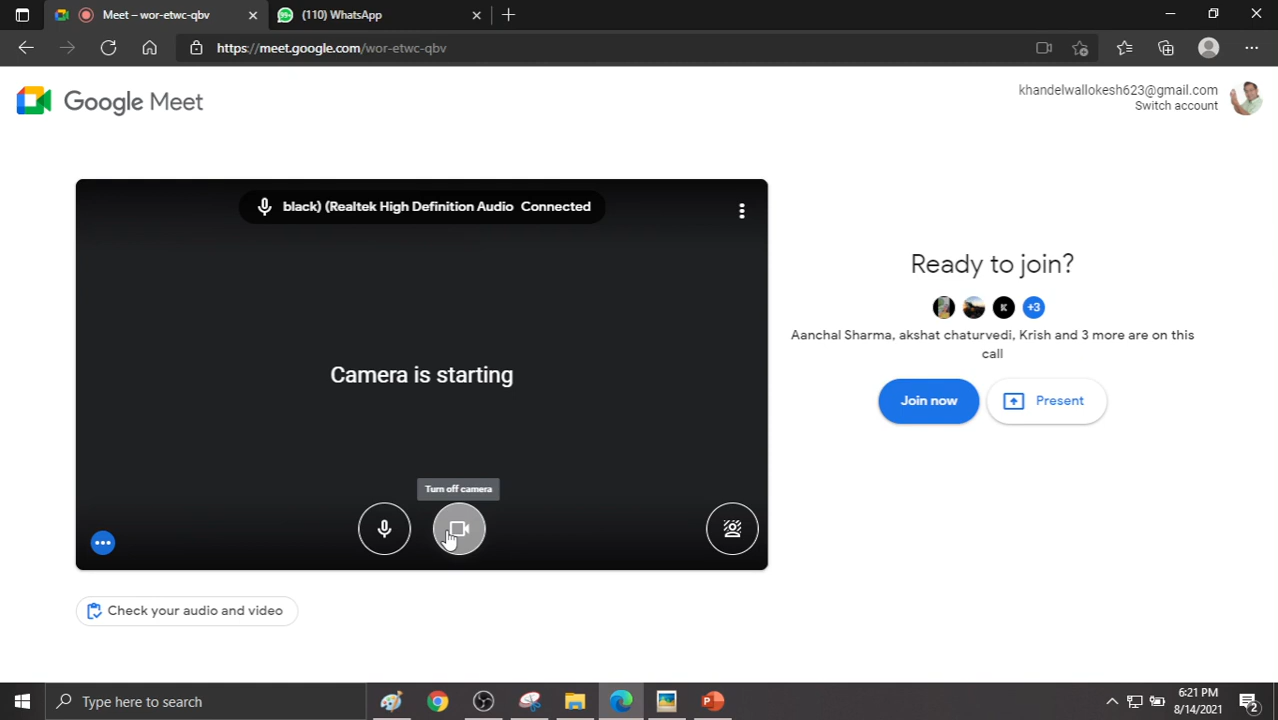 Meet – wor-etwc-qbv
(110) WhatsApp
99+
https://meet.google.com/wor-etwc-qbv
Google Meet
khandelwallokesh623@gmail.com
Switch account
black) (Realtek High Definition Audio Connected
Camera is starting
Turn off camera
Check your audio and video
Ready to join?
K
+3
Aanchal Sharma, akshat chaturvedi, Krish and 3 more are on this
call
Join now
Present
Type here to search
6:21 PM
8/14/2021
2